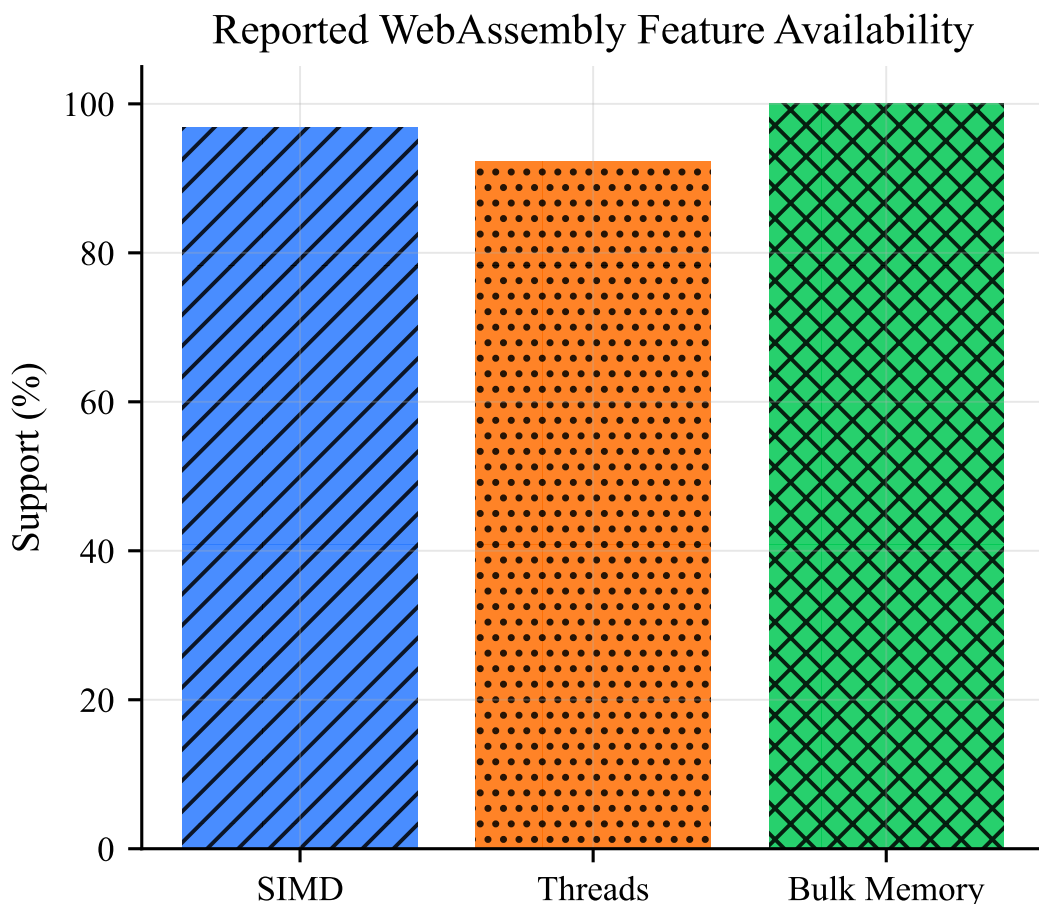 Reported WebAssembly Feature Availability
Support (%)
100
80
60
40
20
0
SIMD
Threads
Bulk Memory